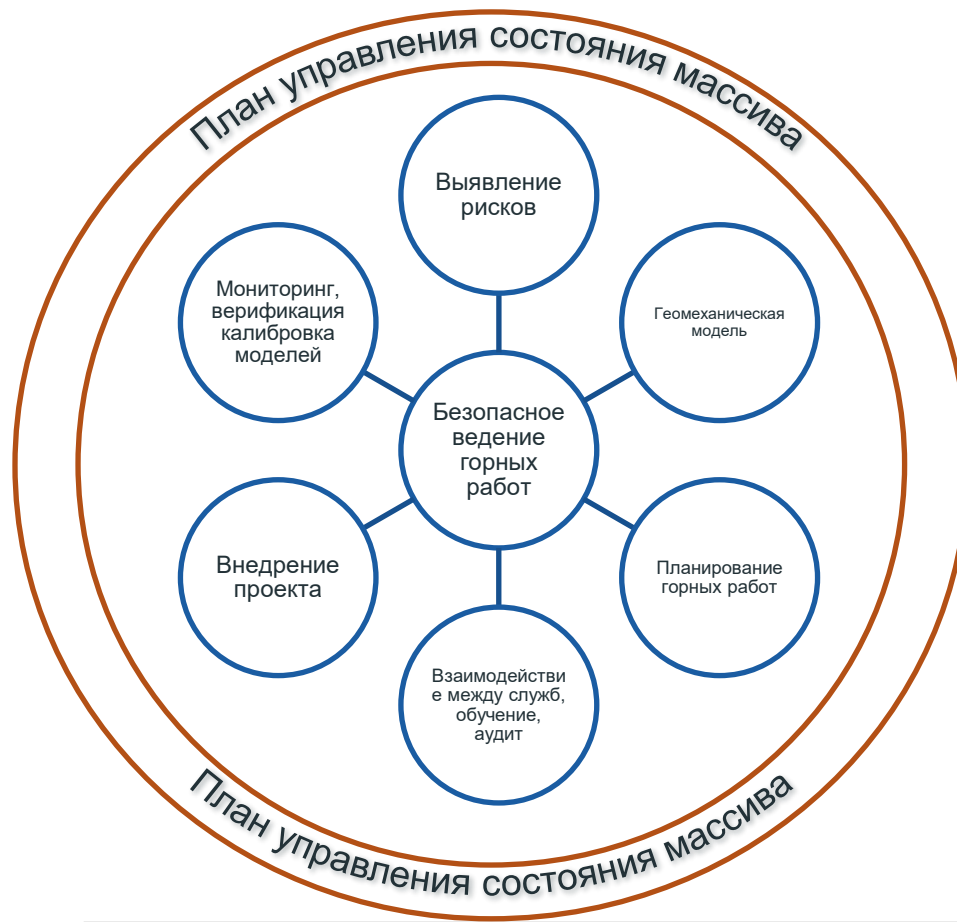 План управления состояния массива
Выявление
рисков
Мониторинг,
верификация
калибровка
моделей
Геомеханическая
модель
Безопасное
ведение
горных
работ
Внедрение
проекта
Планирование
горных работ
Взаимодействи
е между служб,
обучение,
аудит
План управления состояния массива